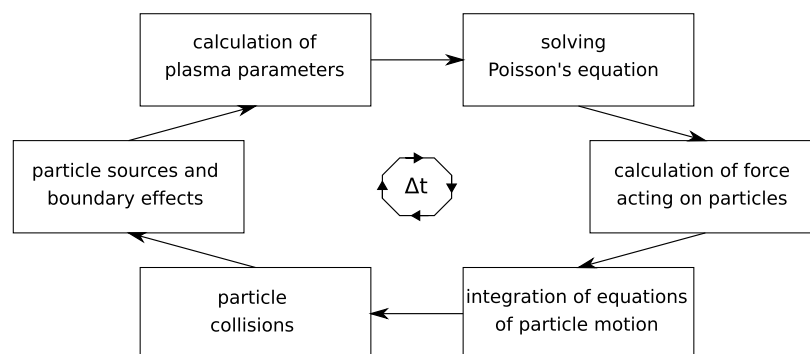 calculation of
plasma parameters
solving
Poisson's equation
particle sources and
boundary effects
Δt
calculation of force
acting on particles
particle
collisions
integration of equations
of particle motion